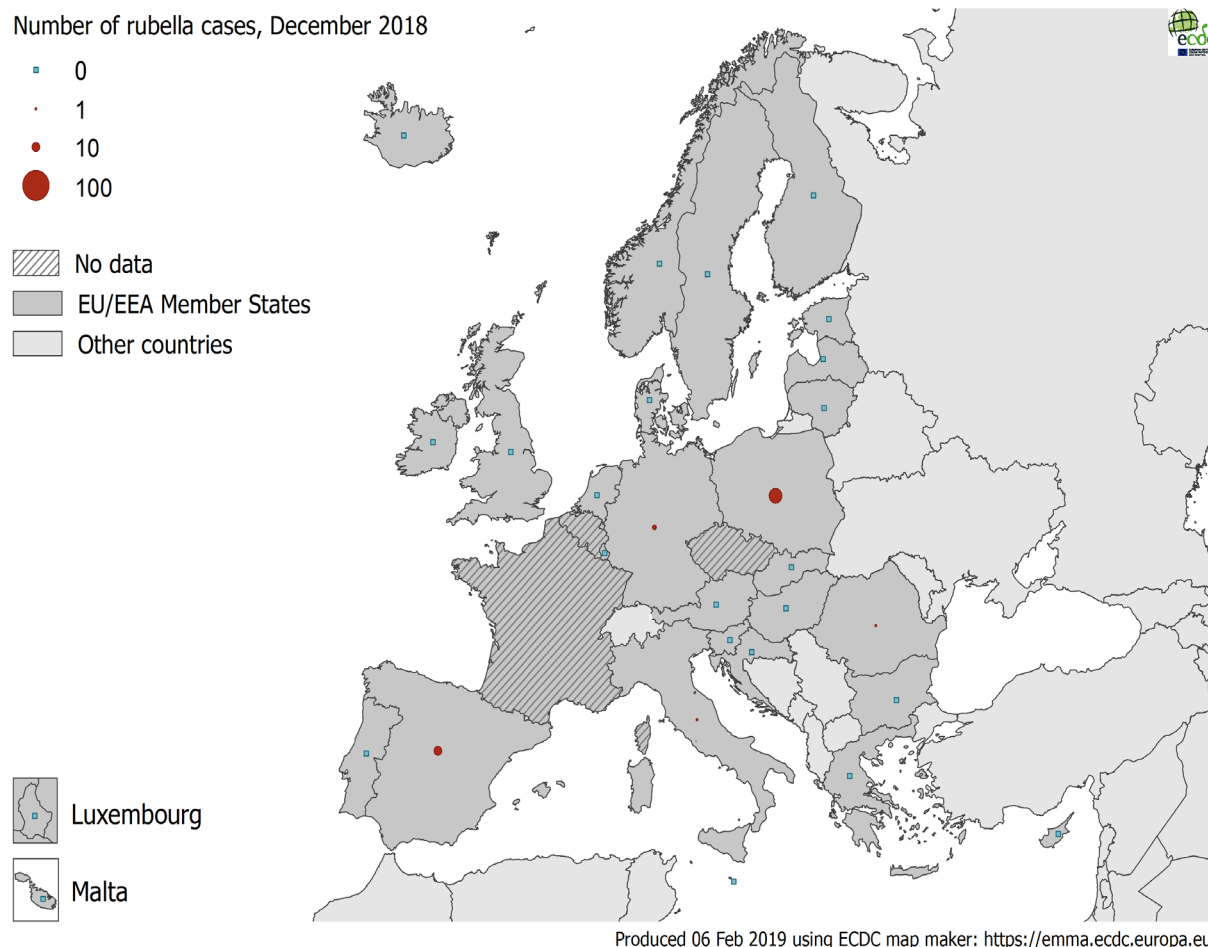 Number of rubella cases, December 2018
0
1
10
100
No data
EU/EEA Member States
Other countries
Luxembourg
Malta
Produced 06 Feb 2019 using ECDC map maker: https://emma.ecdc.europa.eu